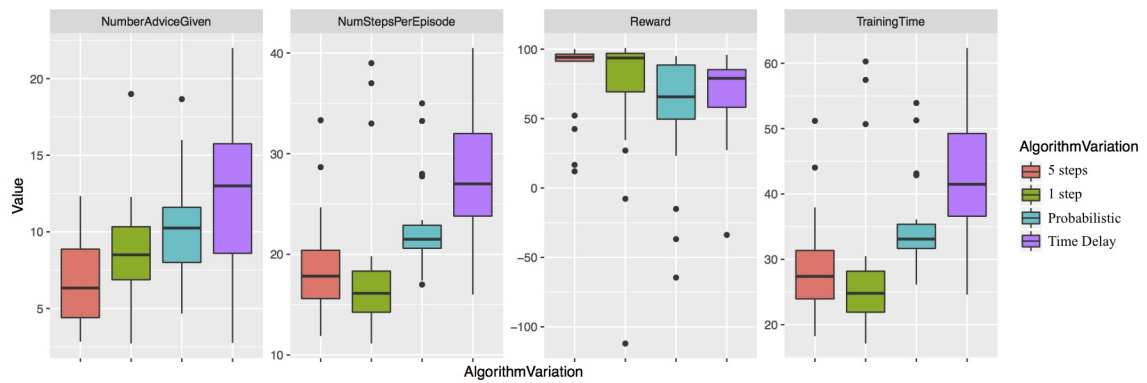 NumberAdviceGiven
NumStepsPerEpisode
Reward
TrainingTime
Value
20
15
10
5
40
30
20
10
100
50
0
−50
−100
60
50
40
30
20
AlgorithmVariation
AlgorithmVariation
5 steps
1 step
Probabilistic
Time Delay